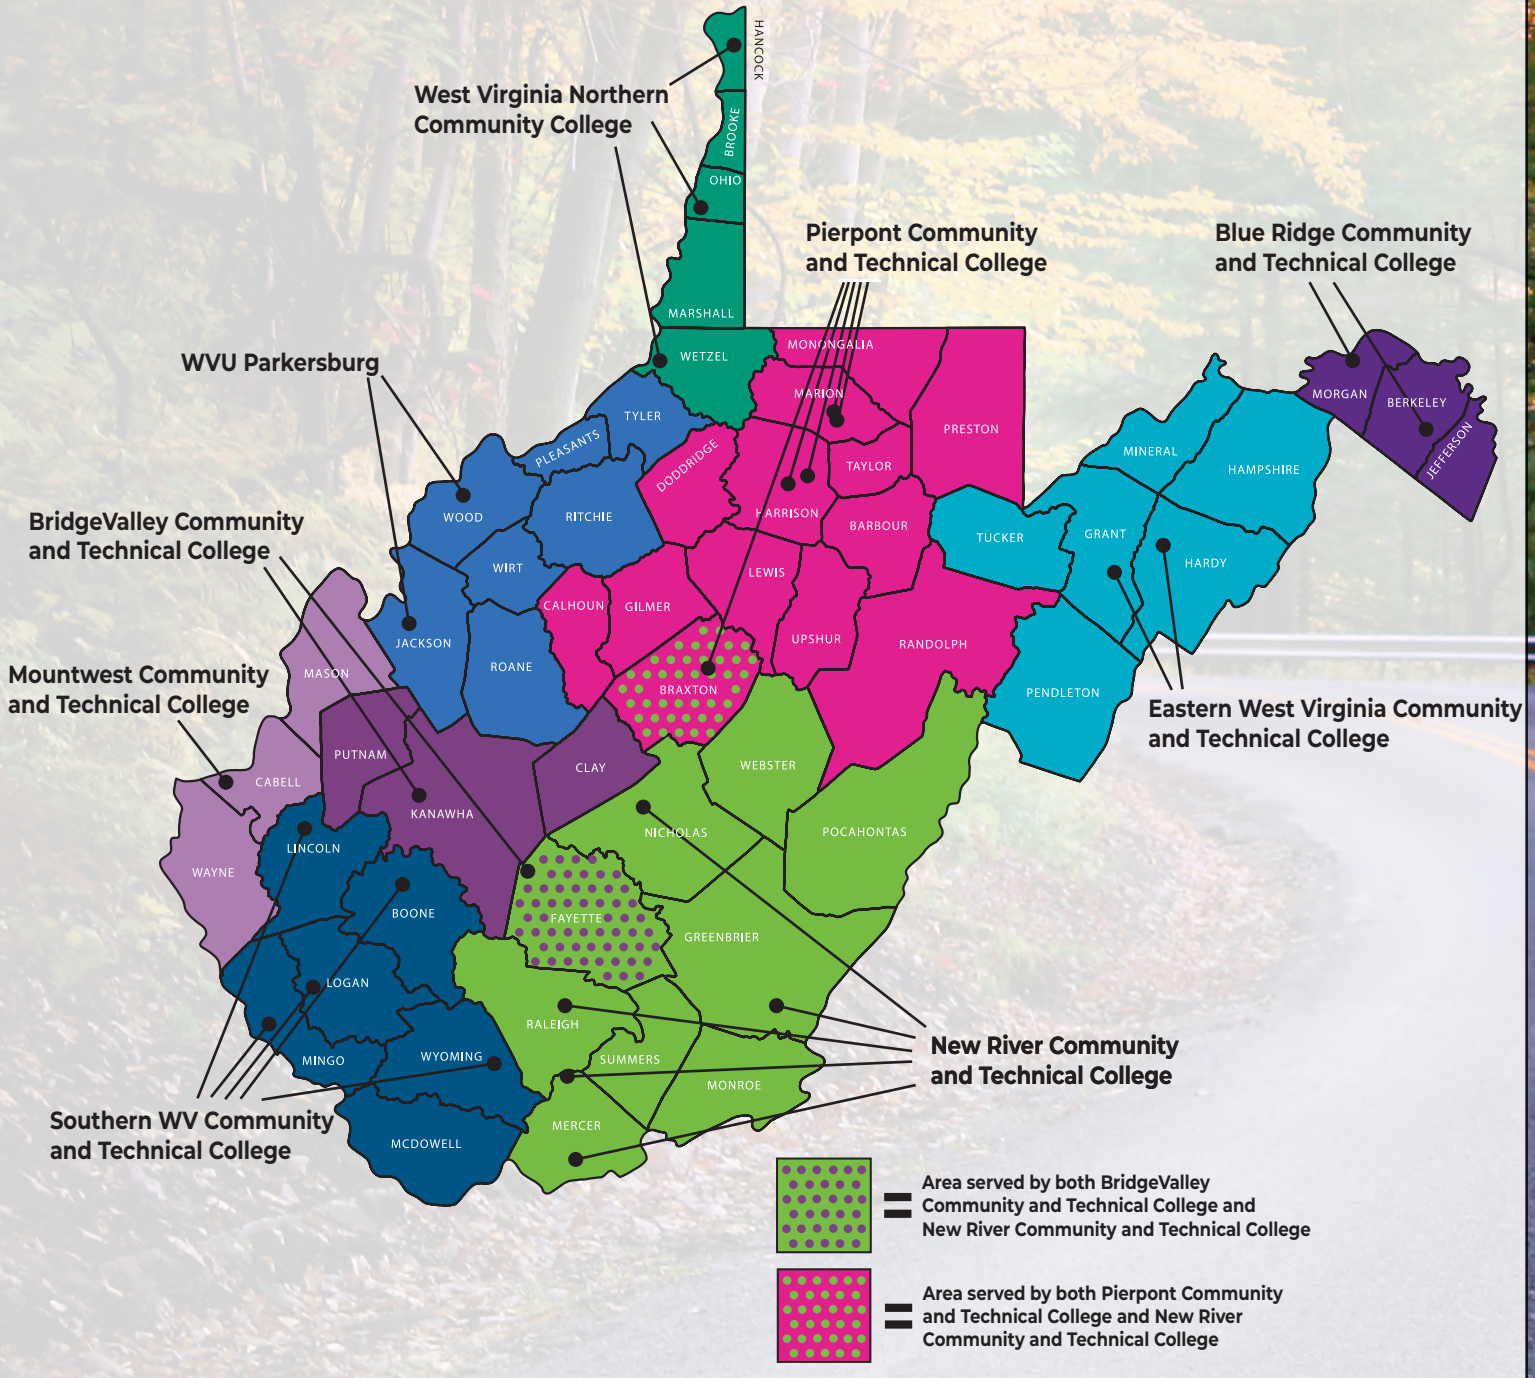 HANCOCK
West Virginia Northern
Community College
BROOKE
OHIO
Pierpont Community
and Technical College
Blue Ridge Community
and Technical College
MARSHALL
MONONGALIA
WETZEL
WVU Parkersburg
MARION
MORGAN
BERKELEY
TYLER
PRESTON
PLEASANTS
MINERAL
JEFFERSON
DODDRIDGE
TAYLOR
HAMPSHIRE
WOOD
RITCHIE
HARRISON
BridgeValley Community
and Technical College
BARBOUR
TUCKER
GRANT
HARDY
WIRT
LEWIS
CALHOUN
GILMER
JACKSON
UPSHUR
RANDOLPH
ROANE
Mountwest Community
and Technical College
MASON
BRAXTON
PENDLETON
Eastern West Virginia Community
and Technical College
PUTNAM
CLAY
WEBSTER
CABELL
KANAWHA
NICHOLAS
POCAHONTAS
LINCOLN
WAYNE
BOONE
FAYETTE
GREENBRIER
LOGAN
RALEIGH
New River Community
and Technical College
MINGO
WYOMING
SUMMERS
MONROE
Southern WV Community
and Technical College
MERCER
MCDOWELL
Area served by both BridgeValley
Community and Technical College and
New River Community and Technical College
Area served by both Pierpont Community
and Technical College and New River
Community and Technical College